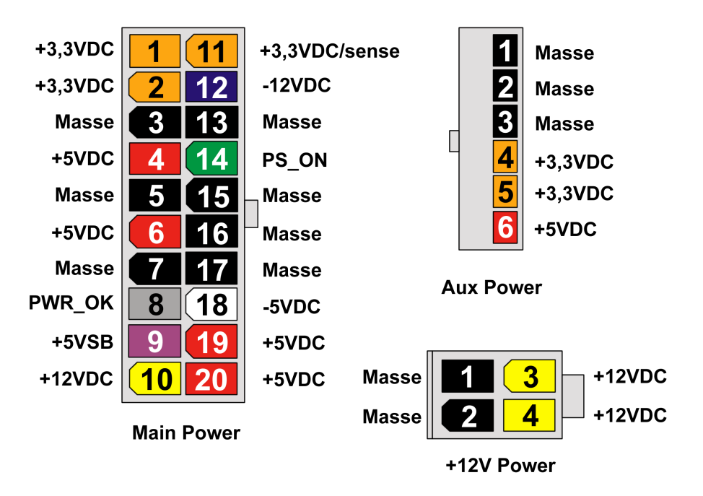 +3,3VDC 1 11 +3,3VDC/sense
+3,3VDC 2 12 -12VDC
Masse 3 13 Masse
+5VDC 4 14 PS_ON
Masse 5 15 Masse
+5VDC 6 16 Masse
Masse 7 17 Masse
PWR_OK 8 18 -5VDC
+5VSB 9 19 +5VDC
+12VDC 10 20 +5VDC
Main Power
1 Masse
2 Masse
3 Masse
4 +3,3VDC
5 +3,3VDC
6 +5VDC
Aux Power
Masse 1 3 +12VDC
Masse 2 4 +12VDC
+12V Power